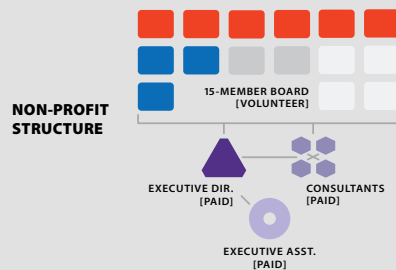 15-MEMBER BOARD
[VOLUNTEER]
NON-PROFIT
STRUCTURE
EXECUTIVE DIR.
[PAID]
CONSULTANTS
[PAID]
EXECUTIVE ASST.
[PAID]